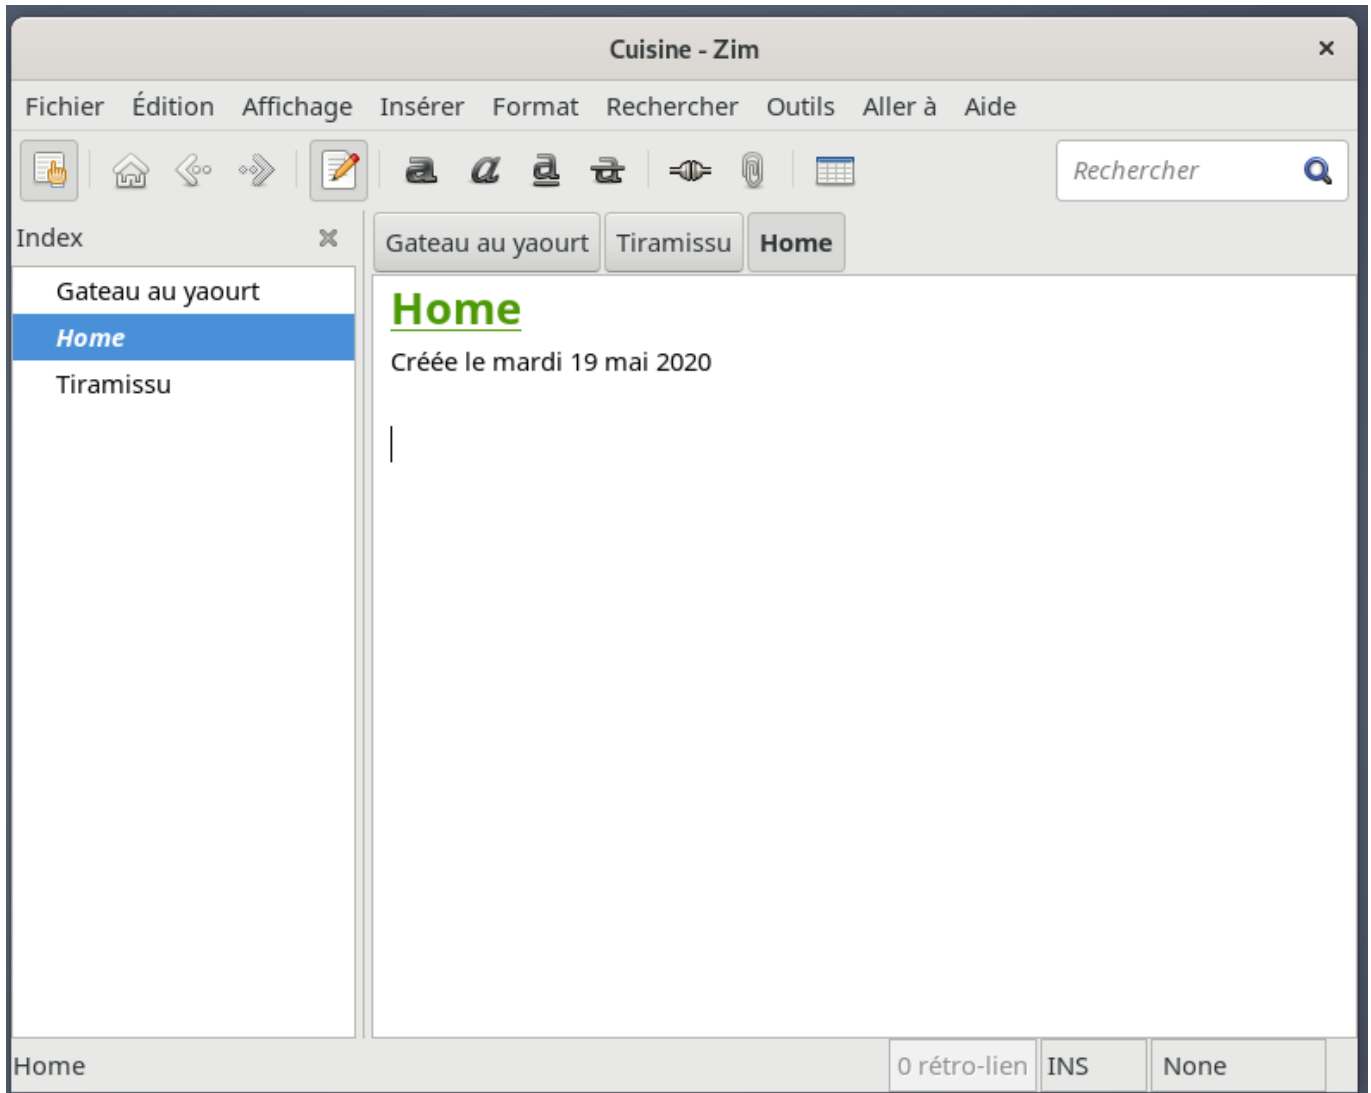 Cuisine - Zim
Fichier Édition Affichage Insérer Format Rechercher Outils Aller à Aide
a a a a Rechercher
Index
Gateau au yaourt Tiramissu Home
Gateau au yaourt
Home
Tiramissu
Home
Créée le mardi 19 mai 2020
Home 0 rétro-lien INS None